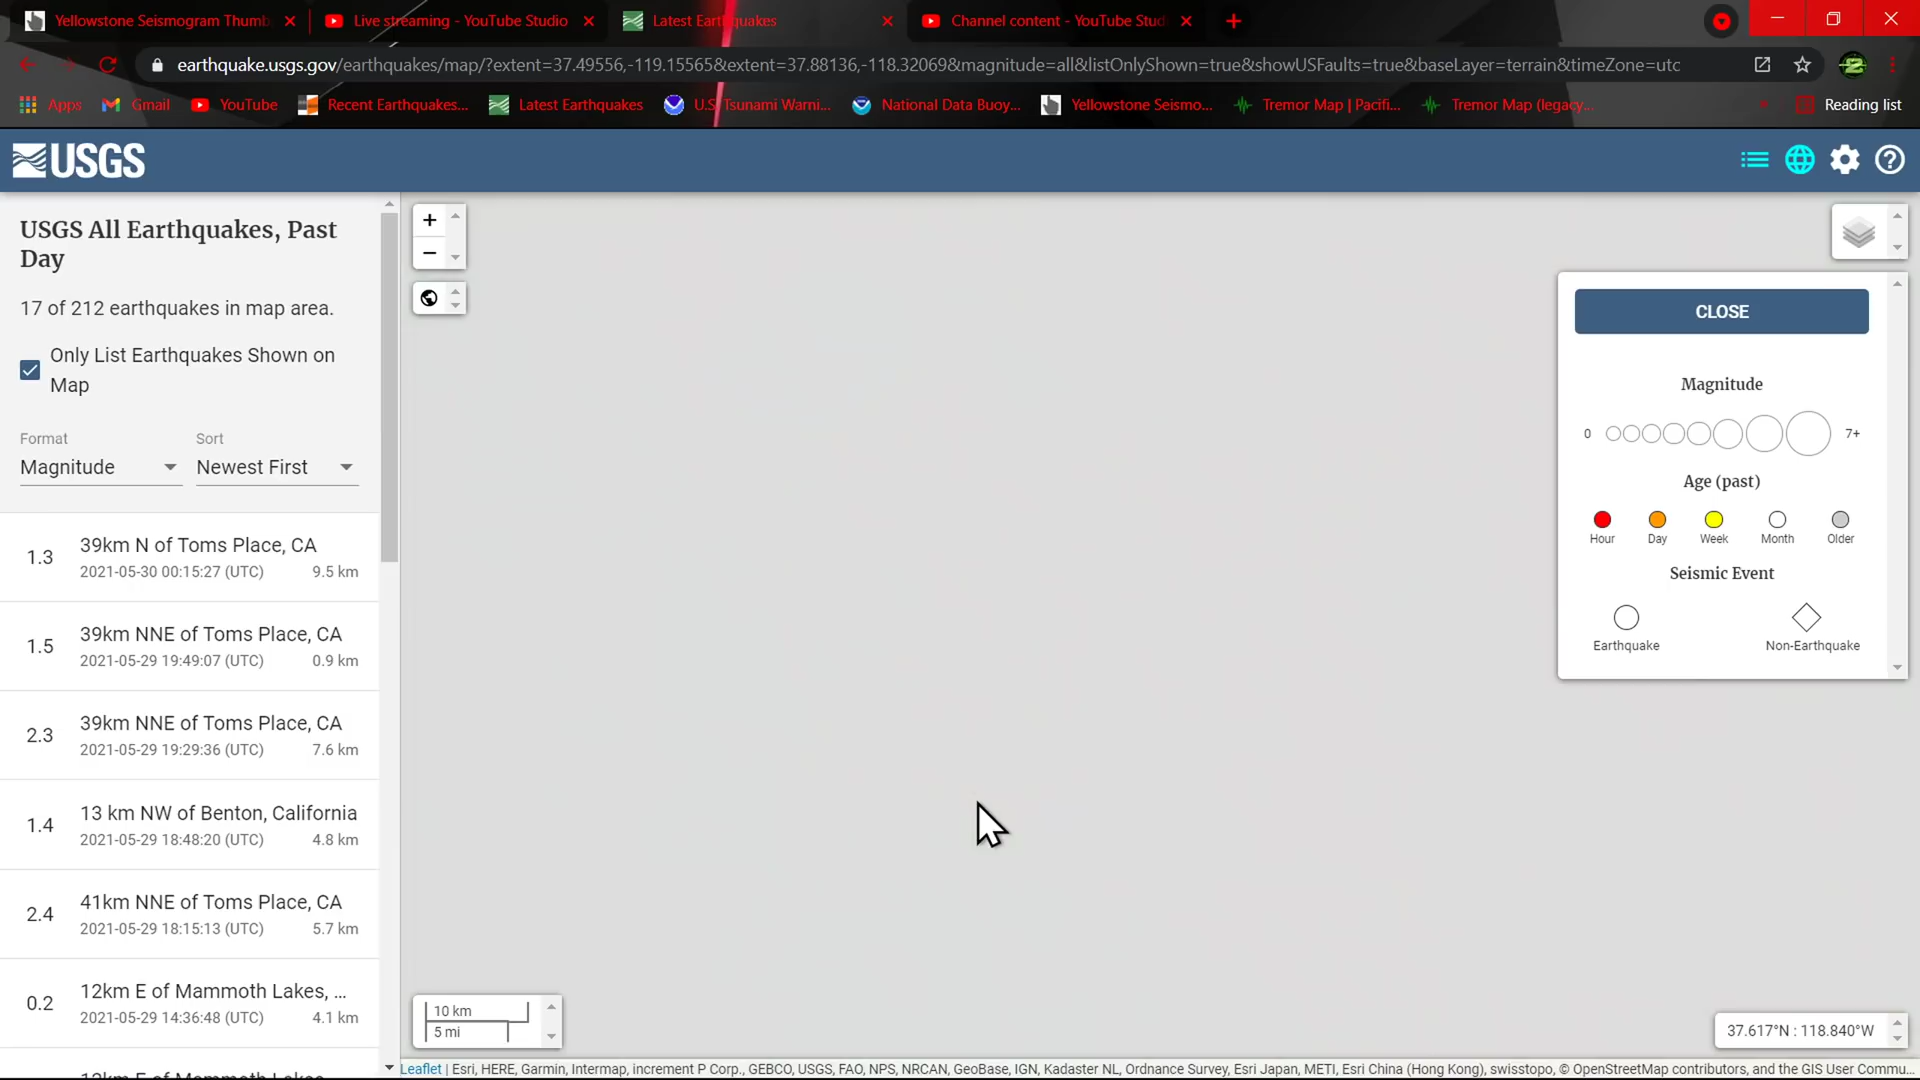 Yellowstone Seismogram Thumb
Live streaming - YouTube Studio
Latest Earthquakes
Channel content - YouTube Stud
earthquake.usgs.gov/earthquakes/map/?extent=37.49556,-119.15565&extent=37.88136,-118.32069&magnitude=all&listOnlyShown=true&showUSFaults=true&baseLayer=terrain&timeZone=utc
Apps
Gmail
YouTube
Recent Earthquakes...
Latest Earthquakes
U.S. Tsunami Warni...
National Data Buoy...
Yellowstone Seismo...
Tremor Map | Pacifi...
Tremor Map (legacy...
Reading list
USGS
USGS All Earthquakes, Past
Day
17 of 212 earthquakes in map area.
Only List Earthquakes Shown on
Map
Format
Sort
Magnitude
Newest First
1.3
39km N of Toms Place, CA
2021-05-30 00:15:27 (UTC)
9.5 km
1.5
39km NNE of Toms Place, CA
2021-05-29 19:49:07 (UTC)
0.9 km
2.3
39km NNE of Toms Place, CA
2021-05-29 19:29:36 (UTC)
7.6 km
1.4
13 km NW of Benton, California
2021-05-29 18:48:20 (UTC)
4.8 km
2.4
41km NNE of Toms Place, CA
2021-05-29 18:15:13 (UTC)
5.7 km
0.2
12km E of Mammoth Lakes, ...
2021-05-29 14:36:48 (UTC)
4.1 km
12km E of Mammoth Lakes
+
−
CLOSE
Magnitude
0
7+
Age (past)
Hour
Day
Week
Month
Older
Seismic Event
Earthquake
Non-Earthquake
10 km
5 mi
37.617°N : 118.840°W
Leaflet | Esri, HERE, Garmin, Intermap, increment P Corp., GEBCO, USGS, FAO, NPS, NRCAN, GeoBase, IGN, Kadaster NL, Ordnance Survey, Esri Japan, METI, Esri China (Hong Kong), swisstopo, © OpenStreetMap contributors, and the GIS User Commu...